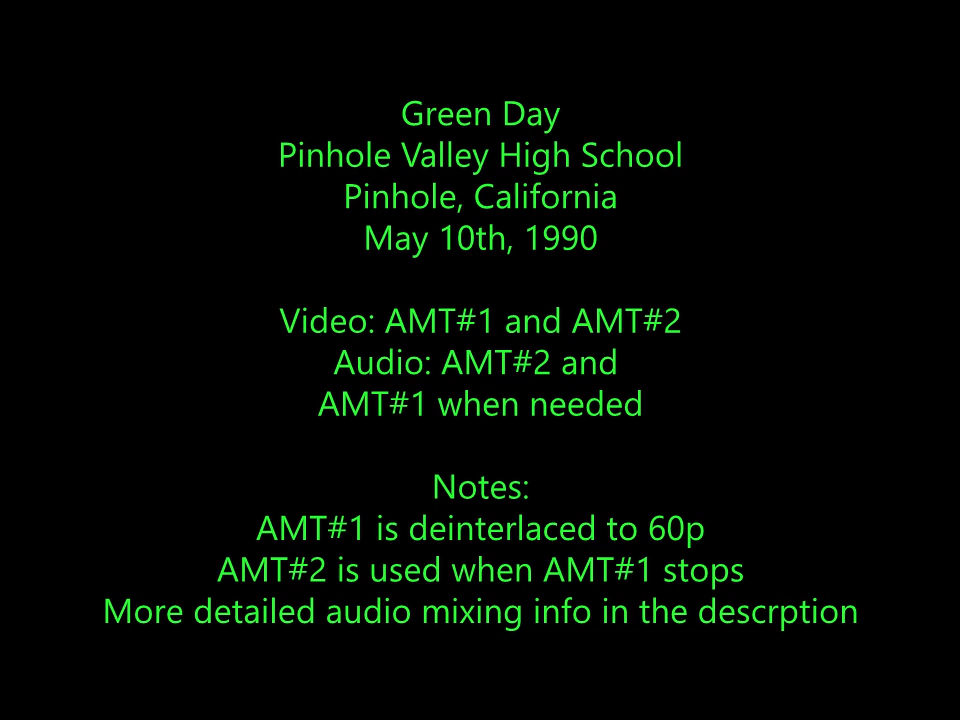 Green Day
Pinhole Valley High School
Pinhole, California
May 10th, 1990
Video: AMT#1 and AMT#2
Audio: AMT#2 and
AMT#1 when needed
Notes:
AMT#1 is deinterlaced to 60p
AMT#2 is used when AMT#1 stops
More detailed audio mixing info in the descrption